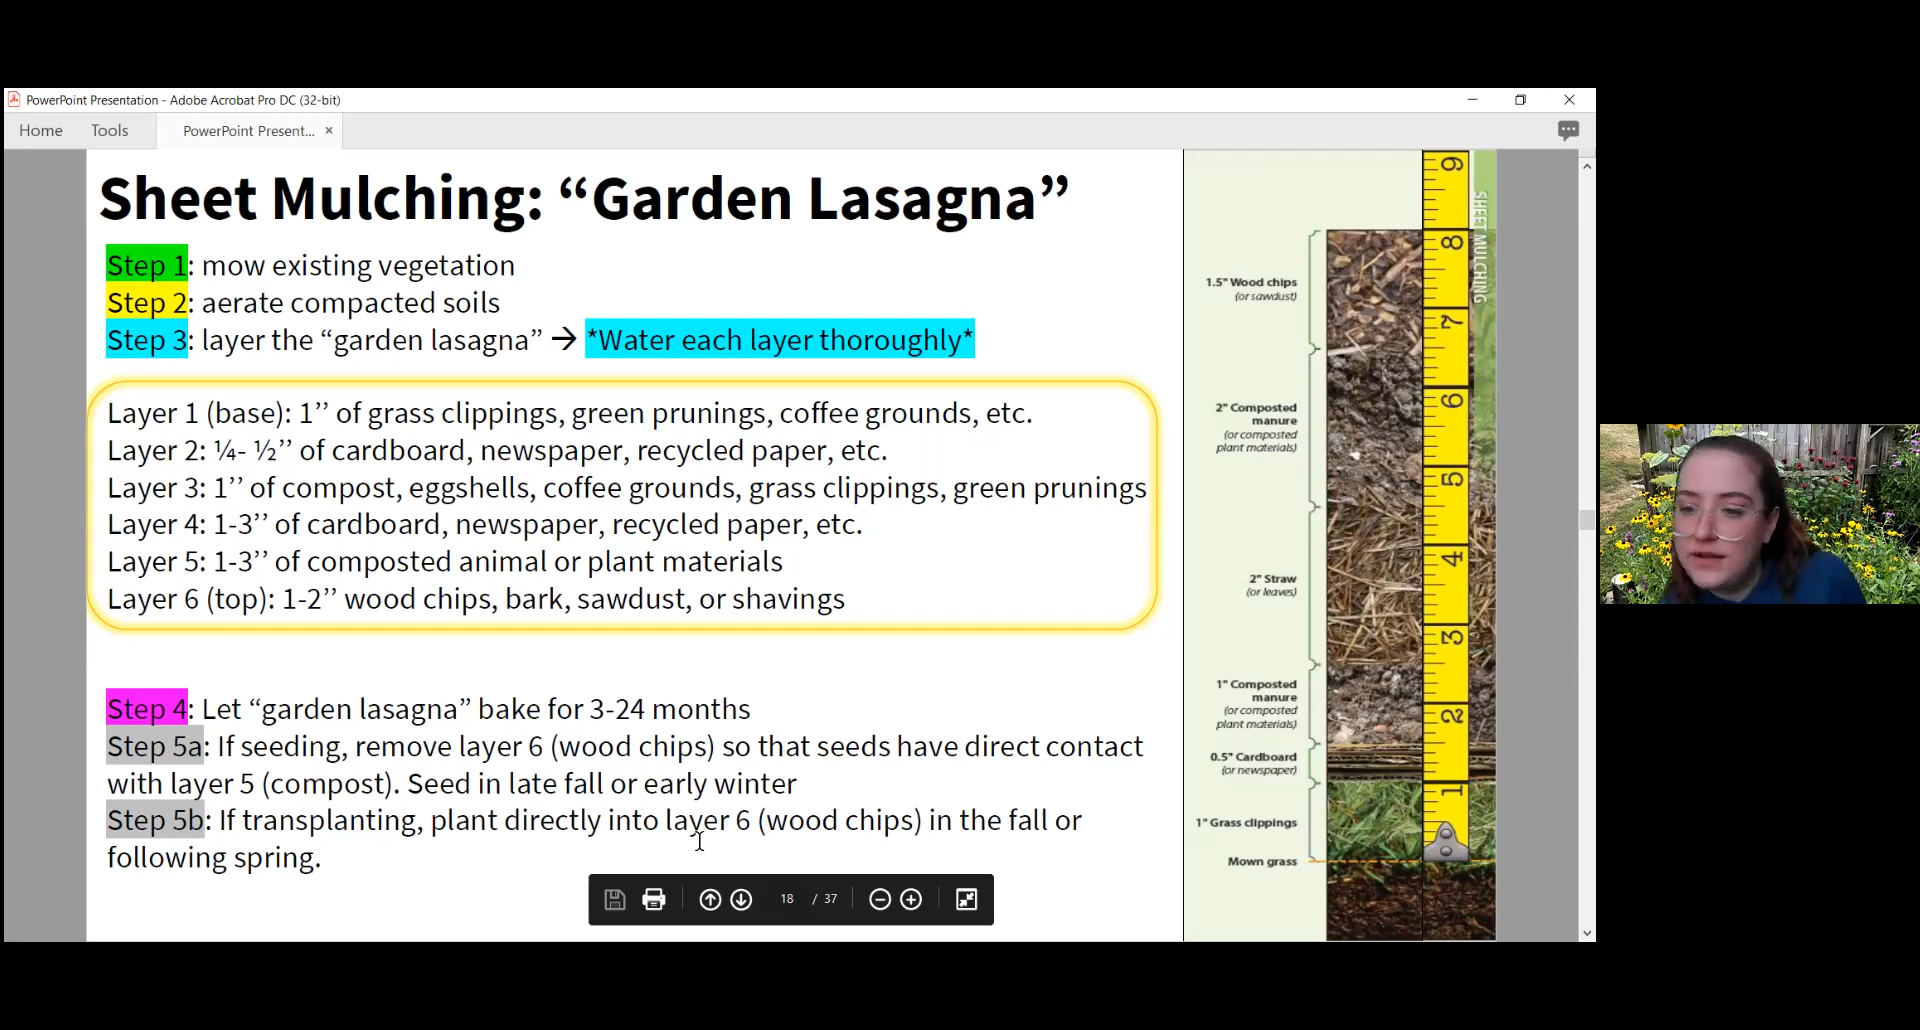 PowerPoint Presentation - Adobe Acrobat Pro DC (32-bit)
Home Tools PowerPoint Present... ×
Sheet Mulching: “Garden Lasagna”
Step 1: mow existing vegetation
Step 2: aerate compacted soils
Step 3: layer the “garden lasagna” → *Water each layer thoroughly*
Layer 1 (base): 1’’ of grass clippings, green prunings, coffee grounds, etc.
Layer 2: ¼- ½’’ of cardboard, newspaper, recycled paper, etc.
Layer 3: 1’’ of compost, eggshells, coffee grounds, grass clippings, green prunings
Layer 4: 1-3’’ of cardboard, newspaper, recycled paper, etc.
Layer 5: 1-3’’ of composted animal or plant materials
Layer 6 (top): 1-2’’ wood chips, bark, sawdust, or shavings
Step 4: Let “garden lasagna” bake for 3-24 months
Step 5a: If seeding, remove layer 6 (wood chips) so that seeds have direct contact
with layer 5 (compost). Seed in late fall or early winter
Step 5b: If transplanting, plant directly into layer 6 (wood chips) in the fall or
following spring.
18 / 37
1.5" Wood chips
(or sawdust)
2" Composted
manure
(or composted
plant materials)
2" Straw
(or leaves)
1" Composted
manure
(or composted
plant materials)
0.5" Cardboard
(or newspaper)
1" Grass clippings
Mown grass
9
8
7
6
5
4
3
2
1
SHEET MULCHING